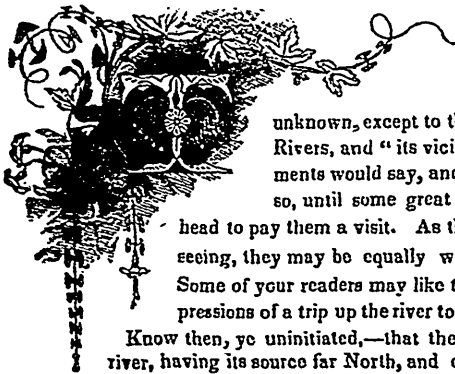 unknown, except to
Rivers, and " its
ments would say, and
so, until some great
head to pay them a visit. As
seeing, they may be equally
Some of your readers may like
pressions of a trip up the river to
Know then, ye uninitiated,—that the
river, having its source far North, and